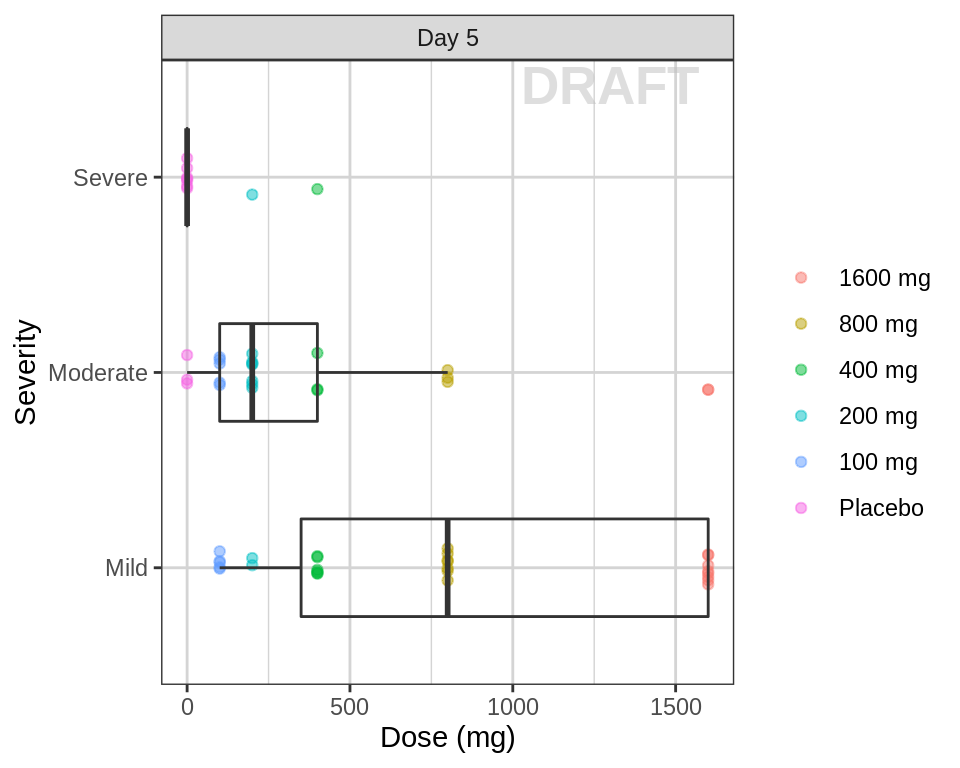 Day 5
DRAFT
Severe
Moderate
Mild
Severity
0
500
1000
1500
Dose (mg)
1600 mg
800 mg
400 mg
200 mg
100 mg
Placebo